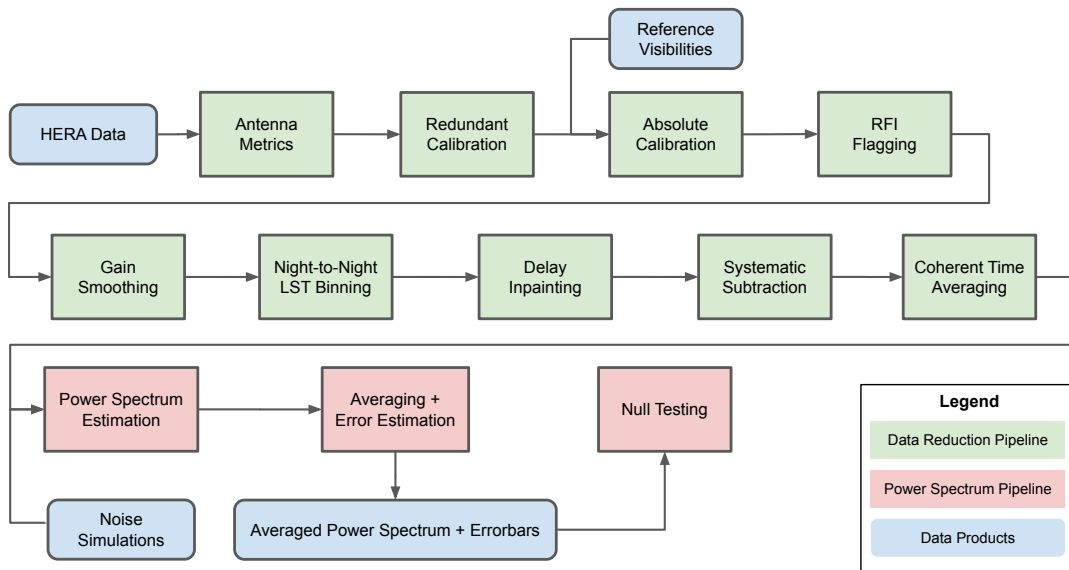 Reference
Visibilities
HERA Data
Antenna
Metrics
Redundant
Calibration
Absolute
Calibration
RFI
Flagging
Gain
Smoothing
Night-to-Night
LST Binning
Delay
Inpainting
Systematic
Subtraction
Coherent Time
Averaging
Power Spectrum
Estimation
Averaging +
Error Estimation
Null Testing
Noise
Simulations
Averaged Power Spectrum + Errorbars
Legend
Data Reduction Pipeline
Power Spectrum Pipeline
Data Products